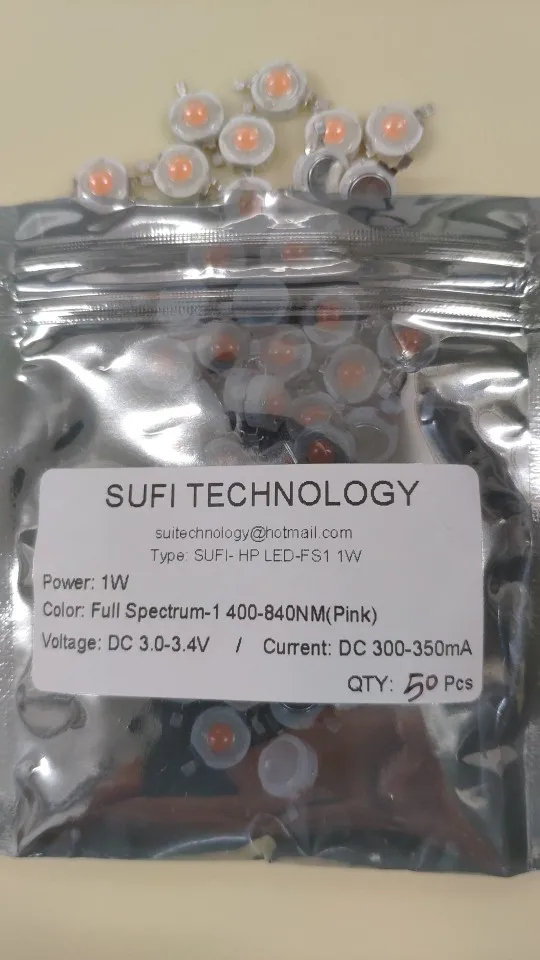 SUFI TECHNOLOGY
suitechnology@hotmail.com
Type: SUFI- HP LED-FS1 1W
Power: 1W
Color: Full Spectrum-1 400-840NM(Pink)
Voltage: DC 3.0-3.4V / Current: DC 300-350mA
QTY: 50 Pcs